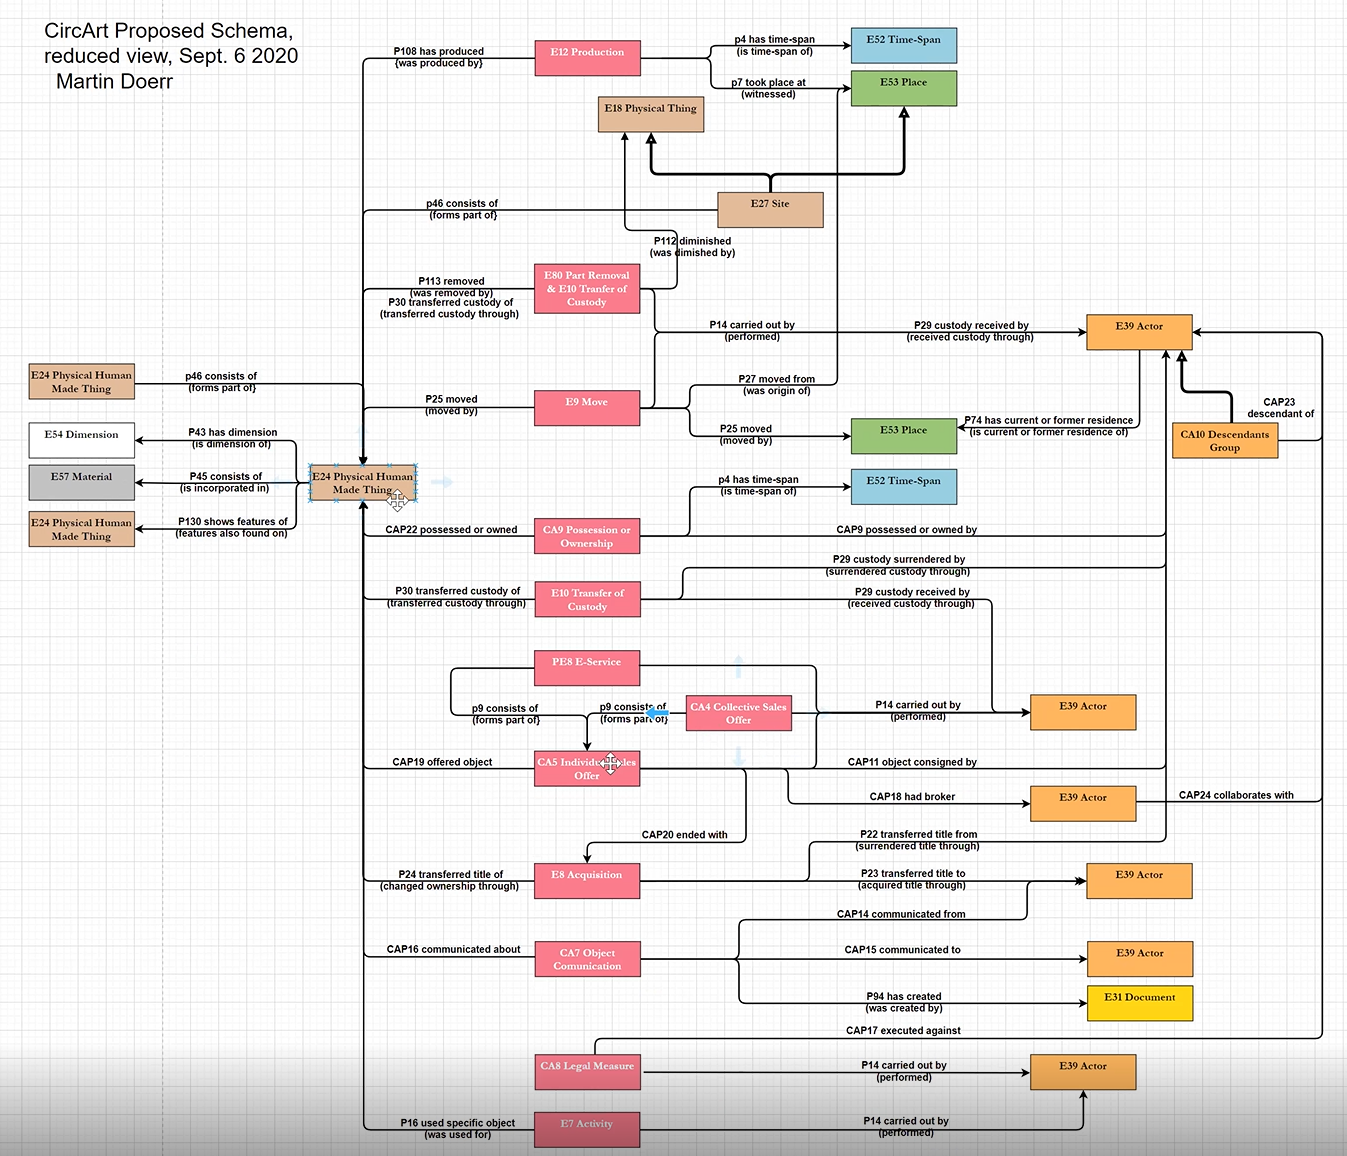 CircArt Proposed Schema,
reduced view, Sept. 6 2020
Martin Doerr
P108 has produced
{was produced by}
E12 Production
p4 has time-span
(is time-span of)
E52 Time-Span
p7 took place at
(witnessed)
E53 Place
E18 Physical Thing
p46 consists of
(forms part of}
E27 Site
P112 diminished
(was dimished by)
P113 removed
(was removed by)
P30 transferred custody of
(transferred custody through)
E80 Part Removal
& E10 Tranfer of
Custody
P14 carried out by
(performed)
P29 custody received by
(received custody through)
E39 Actor
E24 Physical Human
Made Thing
p46 consists of
(forms part of}
P25 moved
(moved by)
E9 Move
P27 moved from
(was origin of)
P25 moved
(moved by)
E53 Place
P74 has current or former residence
(is current or former residence of)
CAP23
descendant of
CA10 Descendants
Group
E54 Dimension
P43 has dimension
(is dimension of)
E57 Material
P45 consists of
(is incorporated in)
E24 Physical Human
Made Thing
P130 shows features of
(features also found on)
E24 Physical Human
Made Thing
p4 has time-span
(is time-span of)
E52 Time-Span
CAP22 possessed or owned
CA9 Possession or
Ownership
CAP9 possessed or owned by
P29 custody surrendered by
(surrendered custody through)
P30 transferred custody of
(transferred custody through)
E10 Transfer of
Custody
P29 custody received by
(received custody through)
PE8 E-Service
p9 consists of
(forms part of}
p9 consists of
(forms part of}
CA4 Collective Sales
Offer
P14 carried out by
(performed)
E39 Actor
CAP19 offered object
CA5 Individual Sales
Offer
CAP11 object consigned by
CAP18 had broker
E39 Actor
CAP24 collaborates with
CAP20 ended with
P22 transferred title from
(surrendered title through)
P24 transferred title of
(changed ownership through)
E8 Acquisition
P23 transferred title to
(acquired title through)
E39 Actor
CAP14 communicated from
CAP16 communicated about
CA7 Object
Comunication
CAP15 communicated to
E39 Actor
P94 has created
(was created by)
E31 Document
CAP17 executed against
CA8 Legal Measure
P14 carried out by
(performed)
E39 Actor
P16 used specific object
(was used for)
E7 Activity
P14 carried out by
(performed)